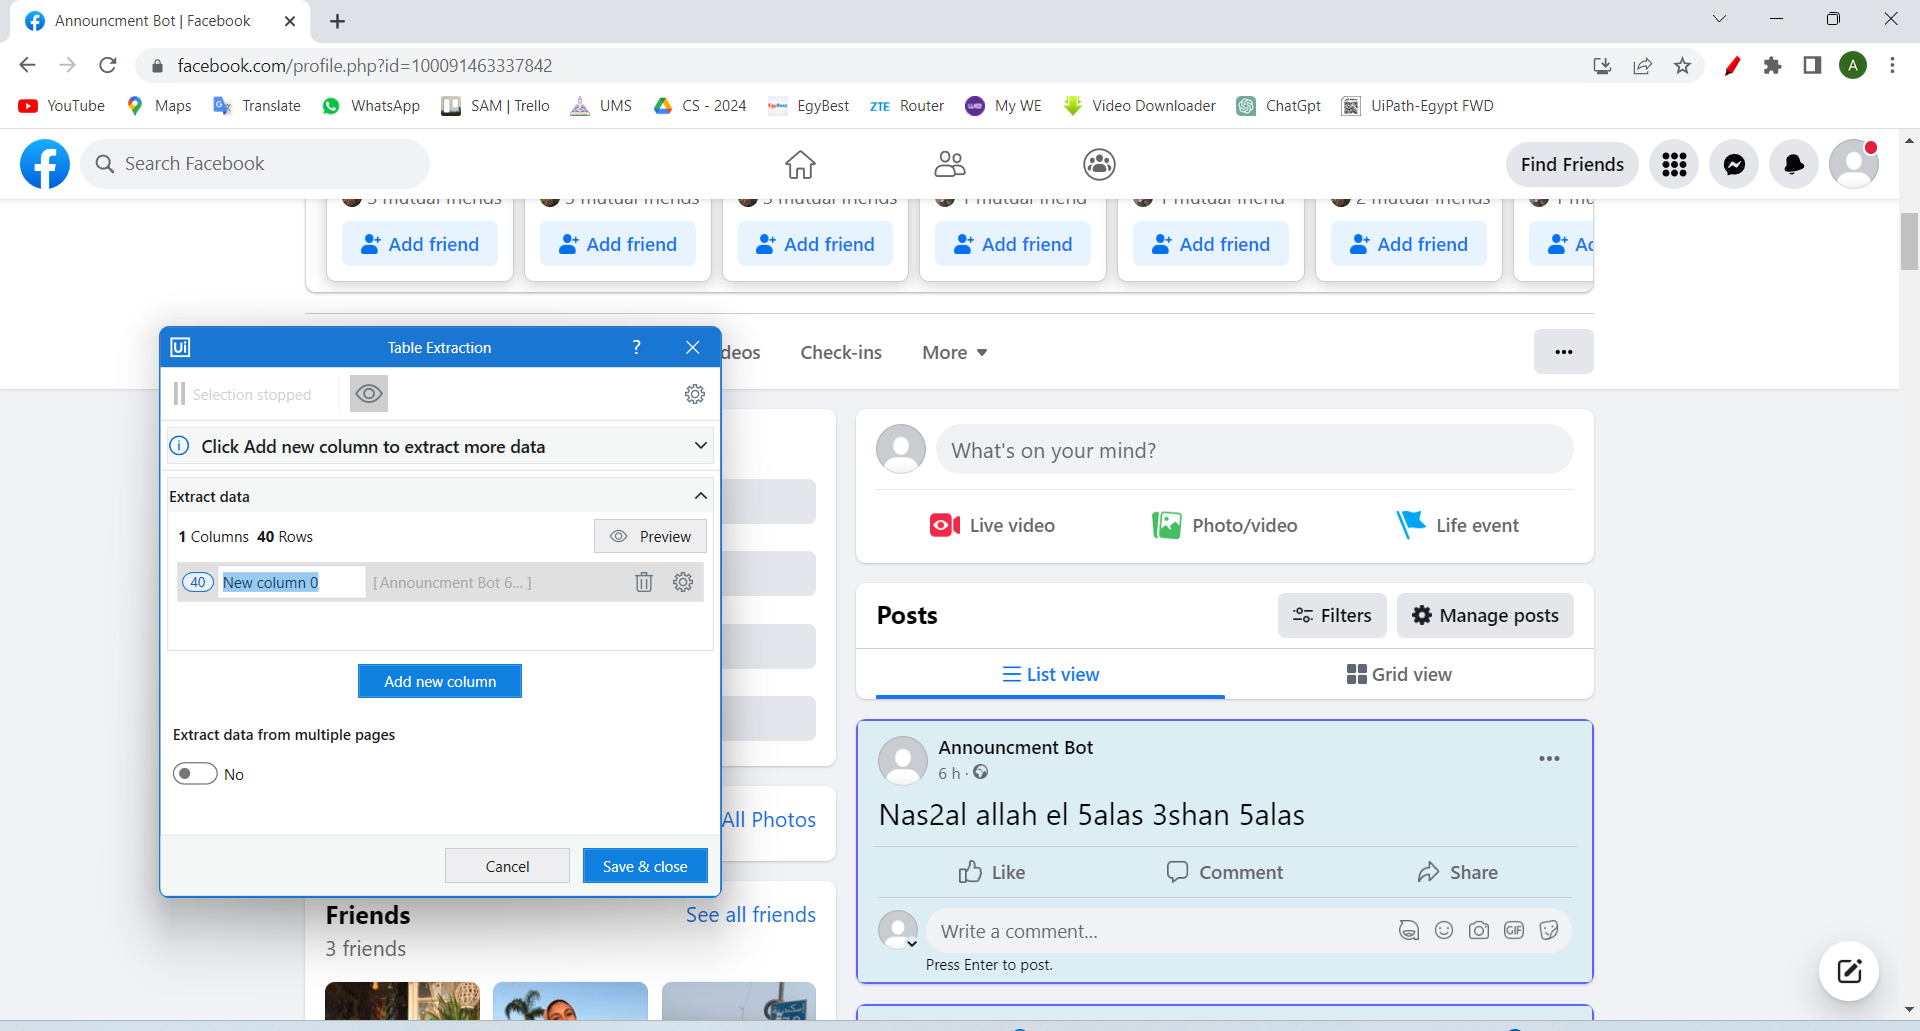 Announcment Bot | Facebook
facebook.com/profile.php?id=100091463337842
A
YouTube Maps Translate WhatsApp SAM | Trello UMS CS - 2024 EgyBest ZTE Router My WE Video Downloader ChatGpt UiPath-Egypt FWD
Search Facebook
Find Friends
3 mutual friends 3 mutual friends 3 mutual friends 1 mutual friend 1 mutual friend 2 mutual friends
Add friend Add friend Add friend Add friend Add friend Add friend
Ui Table Extraction ?
deos Check-ins More
Selection stopped
Click Add new column to extract more data
Extract data
1 Columns 40 Rows
Preview
40 New column 0 [ Announcment Bot 6... ]
Add new column
Extract data from multiple pages
No
Cancel Save & close
All Photos
Friends
See all friends
3 friends
What's on your mind?
Live video Photo/video Life event
Posts
Filters Manage posts
List view Grid view
Announcment Bot
6 h ·
Nas2al allah el 5alas 3shan 5alas
Like Comment Share
Write a comment...
GIF
Press Enter to post.